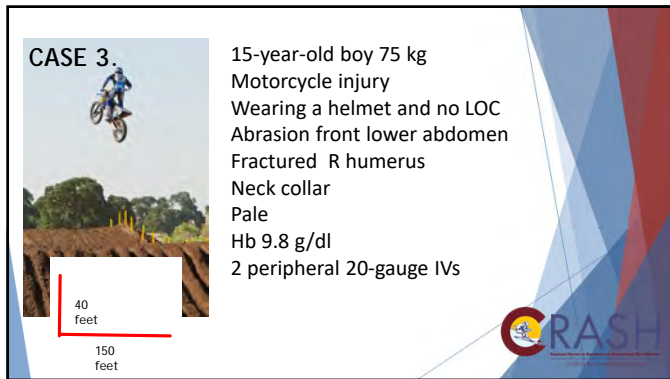 CASE 3.
15-year-old boy 75 kg
Motorcycle injury
Wearing a helmet and no LOC
Abrasion front lower abdomen
Fractured R humerus
Neck collar
Pale
Hb 9.8 g/dl
2 peripheral 20-gauge IVs
40
feet
150
feet
CRASH